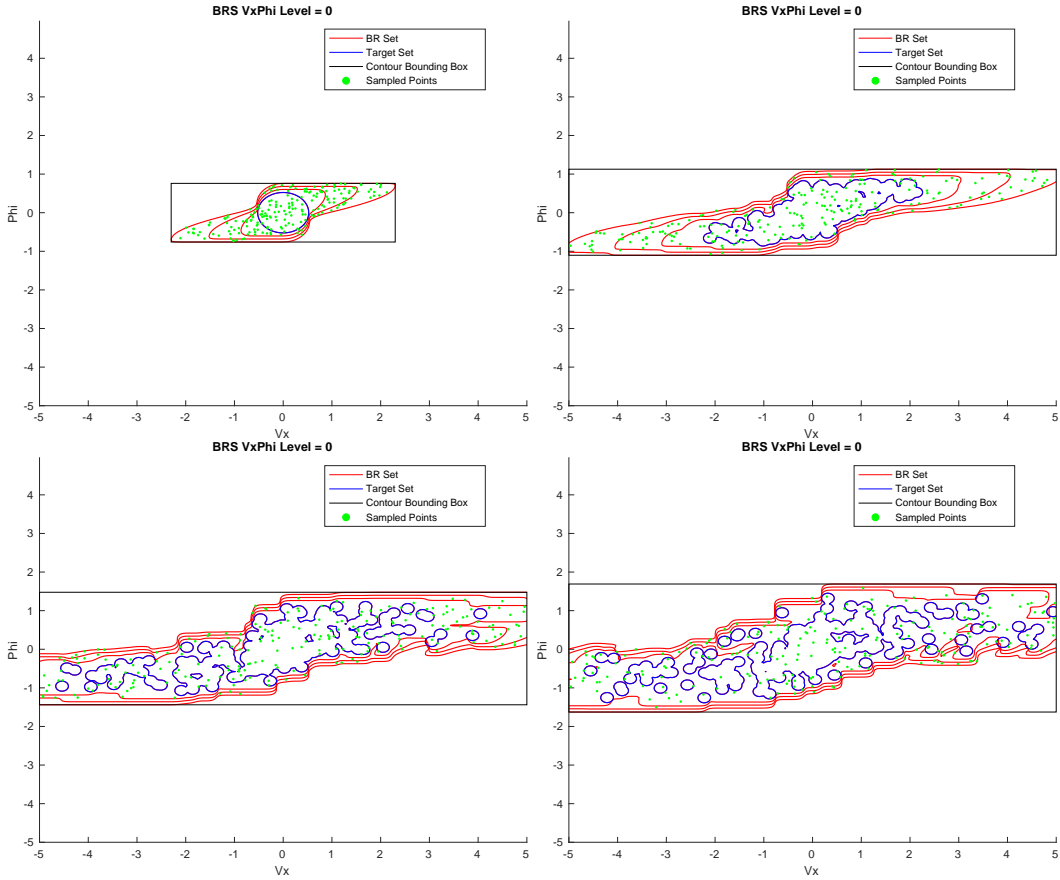 BRS VxPhi Level = 0
BR Set
Target Set
Contour Bounding Box
Sampled Points
4
3
2
1
0
-1
-2
-3
-4
-5
Phi
-5 -4 -3 -2 -1 0 1 2 3 4 5
Vx
BRS VxPhi Level = 0
BR Set
Target Set
Contour Bounding Box
Sampled Points
4
3
2
1
0
-1
-2
-3
-4
-5
Phi
-5 -4 -3 -2 -1 0 1 2 3 4 5
Vx
BRS VxPhi Level = 0
BR Set
Target Set
Contour Bounding Box
Sampled Points
4
3
2
1
0
-1
-2
-3
-4
-5
Phi
-5 -4 -3 -2 -1 0 1 2 3 4 5
Vx
BRS VxPhi Level = 0
BR Set
Target Set
Contour Bounding Box
Sampled Points
4
3
2
1
0
-1
-2
-3
-4
-5
Phi
-5 -4 -3 -2 -1 0 1 2 3 4 5
Vx